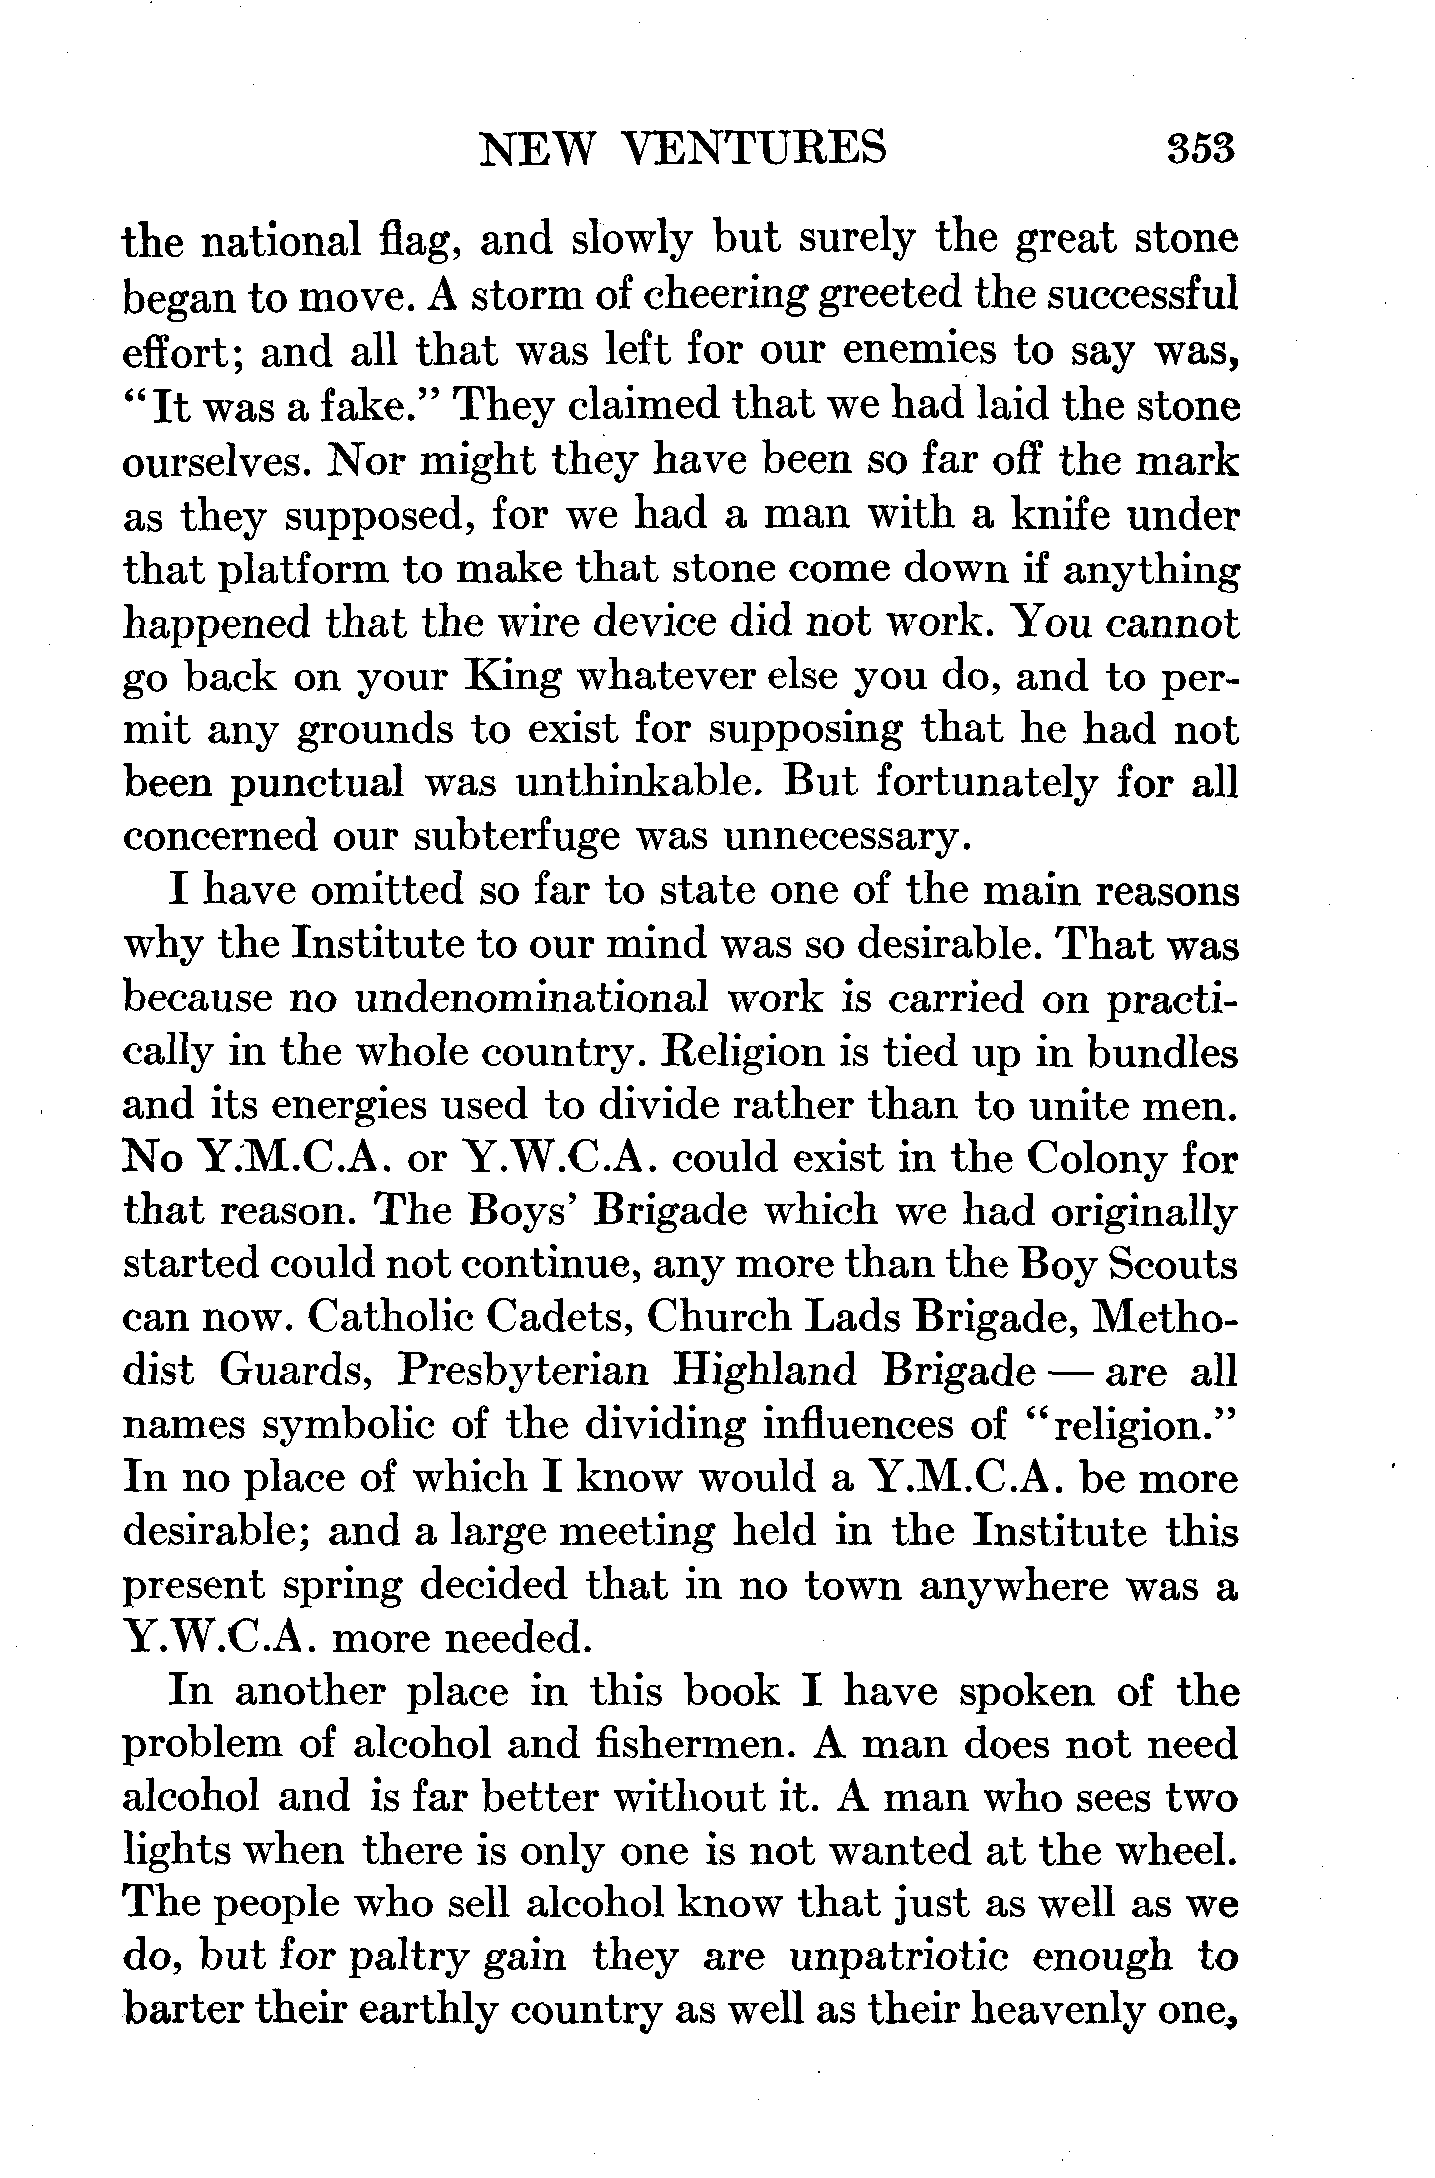 NEW VENTURES 353
the national flag, and slowly but surely the great stone
began to move. A storm of cheering greeted the successful
effort; and all that was left for our enemies to say was,
“It was a fake.” They claimed that we had laid the stone
ourselves. Nor might they have been so far off the mark
as they supposed, for we had a man with a knife under
that platform to make that stone come down if anything
happened that the wire device did not work. You cannot
go back on your King whatever else you do, and to per-
mit any grounds to exist for supposing that he had not
been punctual was unthinkable. But fortunately for all
concerned our subterfuge was unnecessary.
I have omitted so far to state one of the main reasons
why the Institute to our mind was so desirable. That was
because no undenominational work is carried on practi-
cally in the whole country. Religion is tied up in bundles
and its energies used to divide rather than to unite men.
No Y.M.C.A. or Y.W.C.A. could exist in the Colony for
that reason. The Boys’ Brigade which we had originally
started could not continue, any more than the Boy Scouts
can now. Catholic Cadets, Church Lads Brigade, Metho-
dist Guards, Presbyterian Highland Brigade — are all
names symbolic of the dividing influences of “religion.”
In no place of which I know would a Y.M.C.A. be more
desirable; and a large meeting held in the Institute this
present spring decided that in no town anywhere was a
Y.W.C.A. more needed.
In another place in this book I have spoken of the
problem of alcohol and fishermen. A man does not need
alcohol and is far better without it. A man who sees two
lights when there is only one is not wanted at the wheel.
The people who sell alcohol know that just as well as we
do, but for paltry gain they are unpatriotic enough to
barter their earthly country as well as their heavenly one,